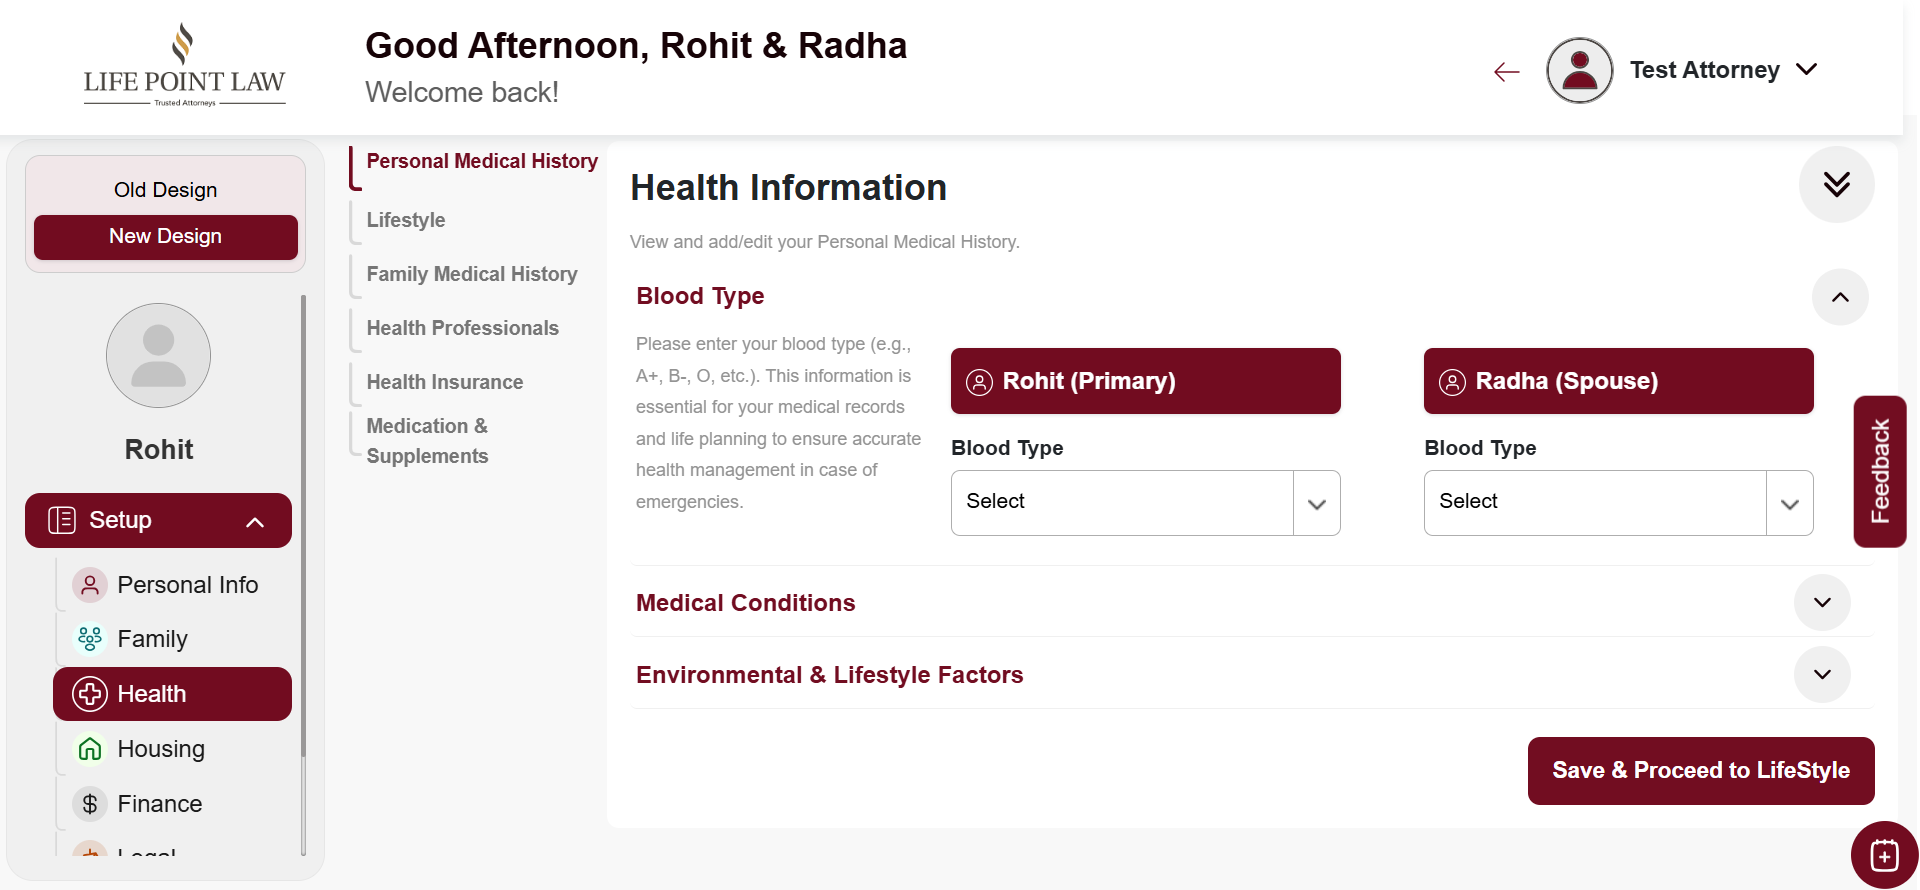 LIFE POINT LAW
Trusted Attorneys
Good Afternoon, Rohit & Radha
Welcome back!
Test Attorney
Old Design
New Design
Rohit
Setup
Personal Info
Family
Health
Housing
Finance
Legal
Personal Medical History
Lifestyle
Family Medical History
Health Professionals
Health Insurance
Medication &
Supplements
Health Information
View and add/edit your Personal Medical History.
Blood Type
Please enter your blood type (e.g.,
A+, B-, O, etc.). This information is
essential for your medical records
and life planning to ensure accurate
health management in case of
emergencies.
Rohit (Primary)
Blood Type
Select
Radha (Spouse)
Blood Type
Select
Medical Conditions
Environmental & Lifestyle Factors
Save & Proceed to LifeStyle
Feedback